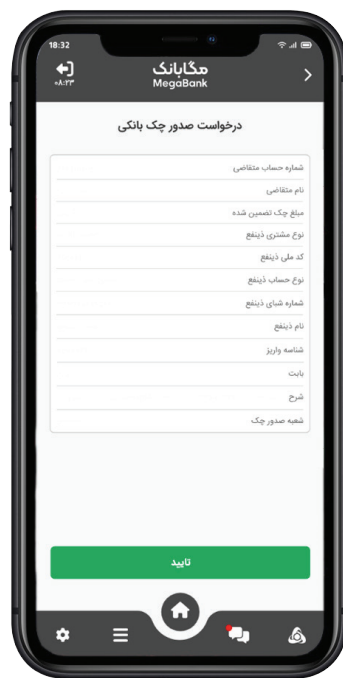 18:32
مگابانک
MegaBank
۰۸:۲۳
درخواست صدور چک بانکی
شماره حساب متقاضی
نام متقاضی
مبلغ چک تضمین شده
نوع مشتری ذینفع
کد ملی ذینفع
نوع حساب ذینفع
شماره شبای ذینفع
نام ذینفع
شناسه واریز
بابت
شرح
شعبه صدور چک
تایید